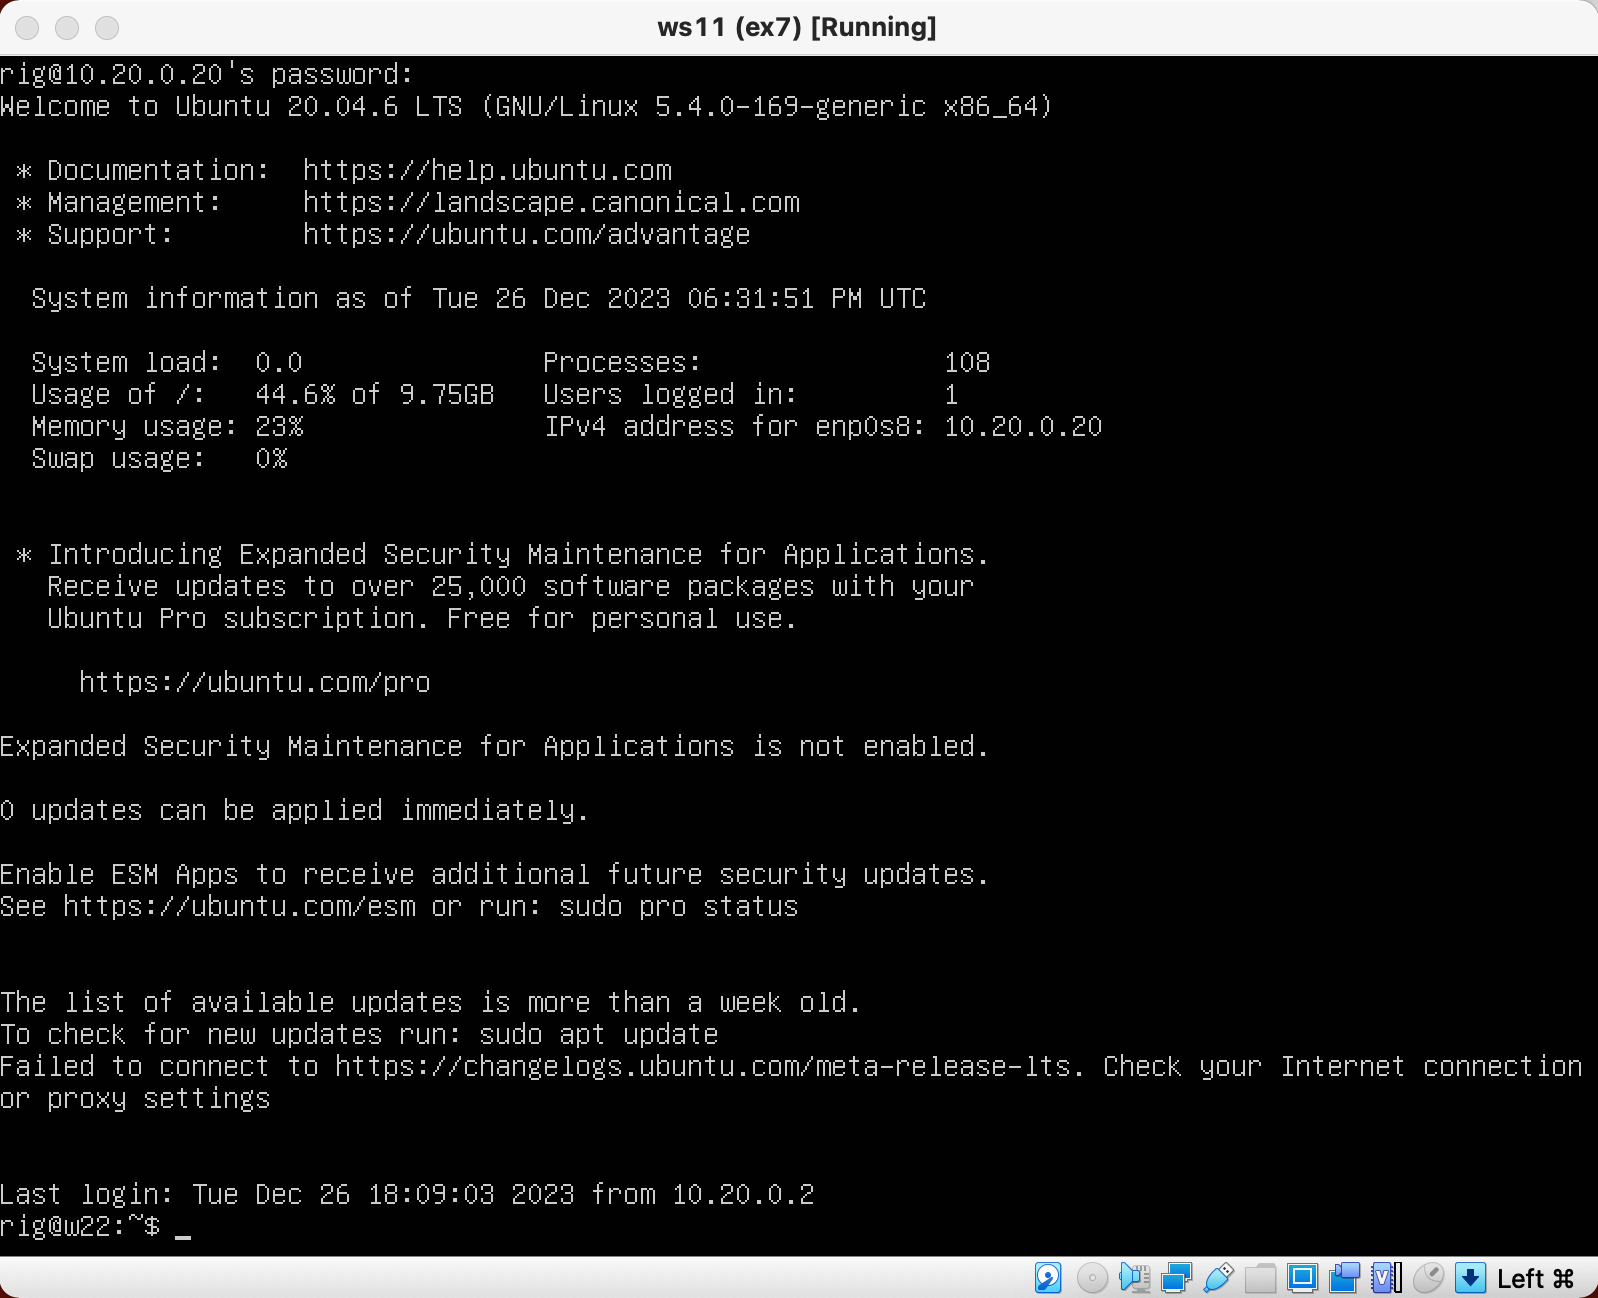 ws11 (ex7) [Running]
rig@10.20.0.20's password:
Welcome to Ubuntu 20.04.6 LTS (GNU/Linux 5.4.0-169-generic x86_64)
* Documentation:  https://help.ubuntu.com
* Management:     https://landscape.canonical.com
* Support:        https://ubuntu.com/advantage
System information as of Tue 26 Dec 2023 06:31:51 PM UTC
System load:  0.0               Processes:               108
Usage of /:   44.6% of 9.75GB   Users logged in:         1
Memory usage: 23%               IPv4 address for enp0s8: 10.20.0.20
Swap usage:   0%
* Introducing Expanded Security Maintenance for Applications.
Receive updates to over 25,000 software packages with your
Ubuntu Pro subscription. Free for personal use.
https://ubuntu.com/pro
Expanded Security Maintenance for Applications is not enabled.
0 updates can be applied immediately.
Enable ESM Apps to receive additional future security updates.
See https://ubuntu.com/esm or run: sudo pro status
The list of available updates is more than a week old.
To check for new updates run: sudo apt update
Failed to connect to https://changelogs.ubuntu.com/meta-release-lts. Check your Internet connection
or proxy settings
Last login: Tue Dec 26 18:09:03 2023 from 10.20.0.2
rig@w22:~$ _
Left ⌘